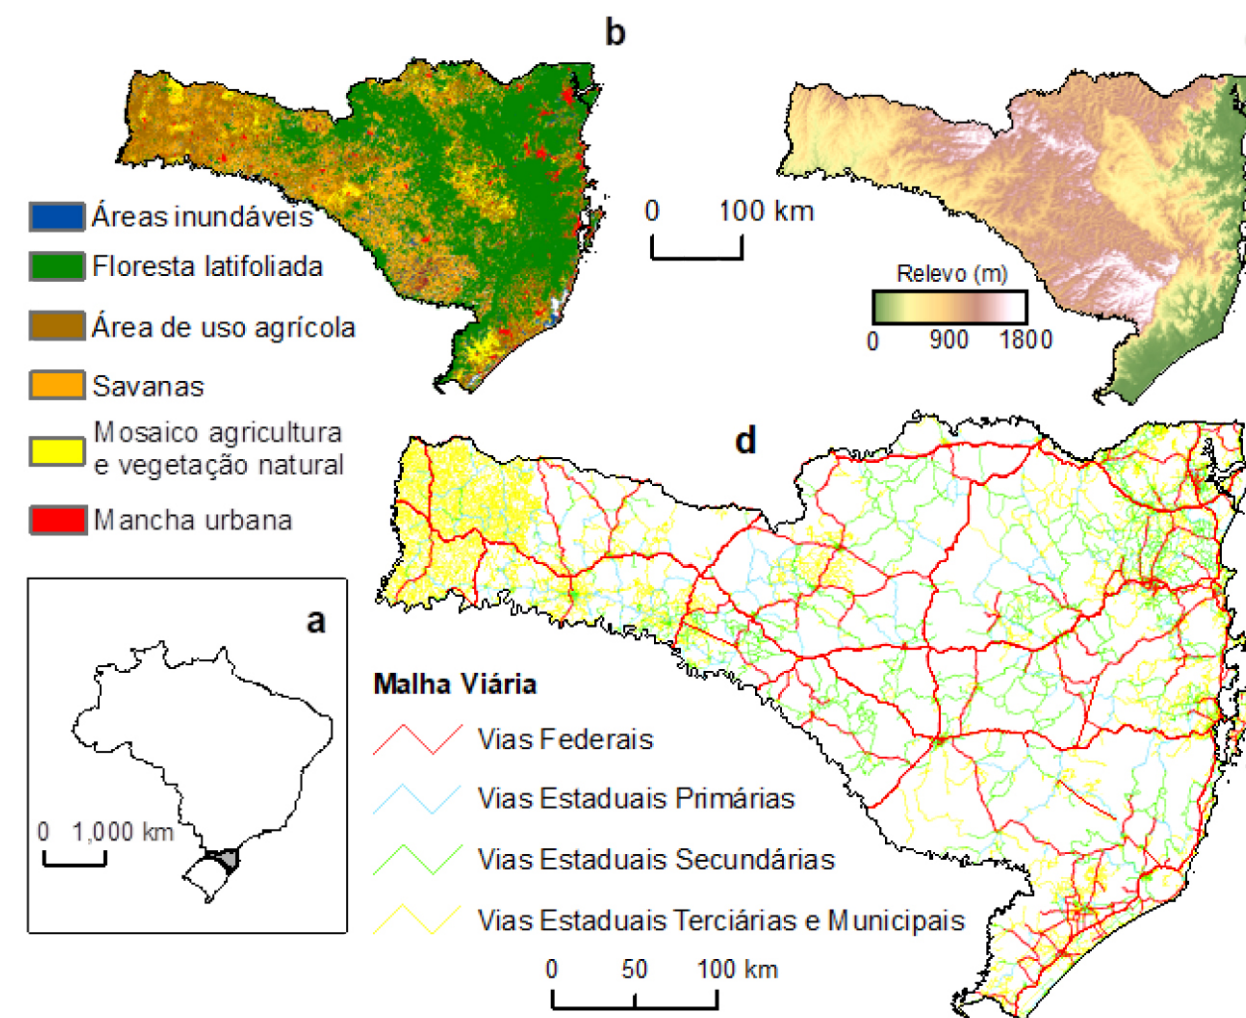 b
Áreas inundáveis
Floresta latifoliada
Área de uso agrícola
Savanas
Mosaico agricultura
e vegetação natural
Mancha urbana
0 100 km
Relevo (m)
0 900 1800
a
0 1,000 km
d
Malha Viária
Vias Federais
Vias Estaduais Primárias
Vias Estaduais Secundárias
Vias Estaduais Terciárias e Municipais
0 50 100 km